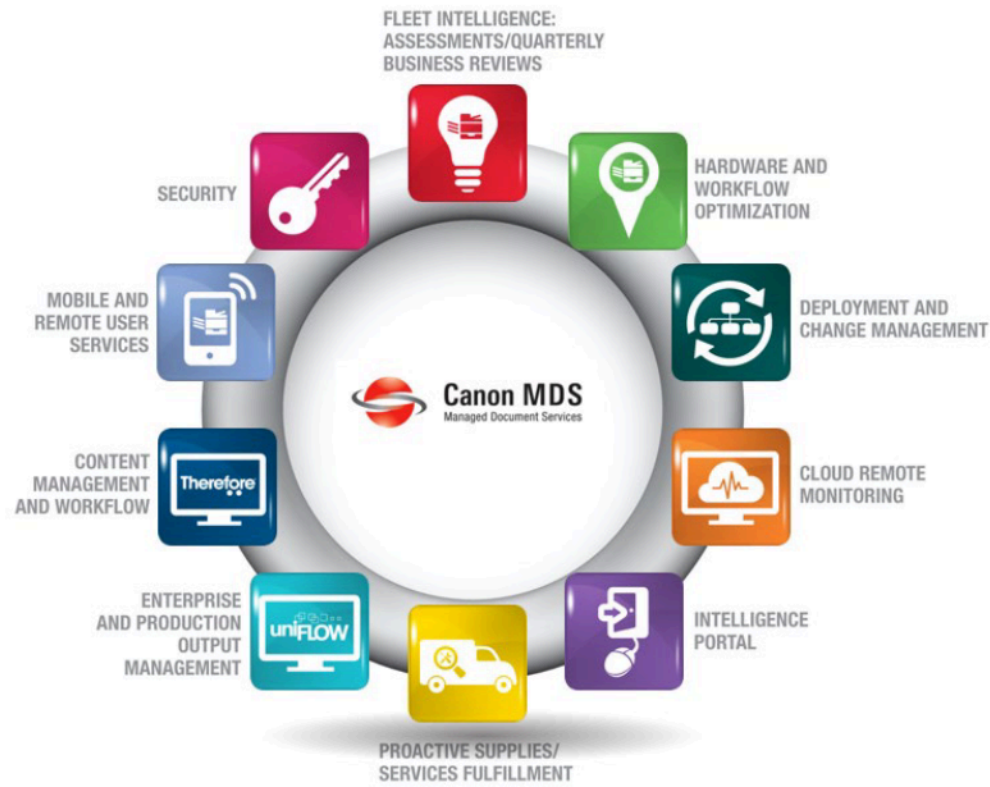 FLEET INTELLIGENCE:
ASSESSMENTS/QUARTERLY
BUSINESS REVIEWS
HARDWARE AND
WORKFLOW
OPTIMIZATION
DEPLOYMENT AND
CHANGE MANAGEMENT
CLOUD REMOTE
MONITORING
INTELLIGENCE
PORTAL
PROACTIVE SUPPLIES/
SERVICES FULFILLMENT
ENTERPRISE
AND PRODUCTION
OUTPUT
MANAGEMENT
uniFLOW
CONTENT
MANAGEMENT
AND WORKFLOW
Therefore
MOBILE AND
REMOTE USER
SERVICES
SECURITY
Canon MDS
Managed Document Services